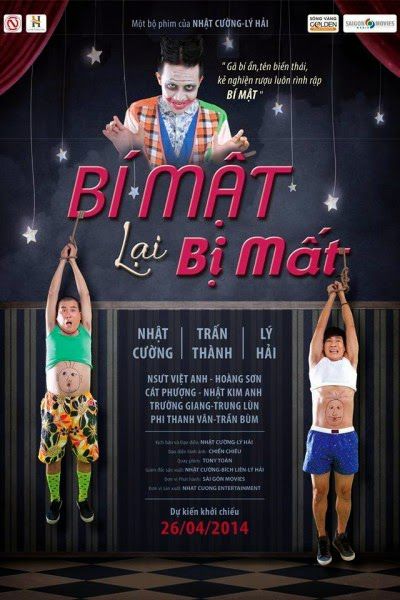 Một bộ phim của NHẬT CƯỜNG-LÝ HẢI
SÓNG VÀNG
GOLDEN
SAIGON MOVIES
MEDIA
" Gã bí ẩn,tên biến thái,
kẻ nghiện rượu luôn rình rập
BÍ MẬT "
BÍ MẬT
Lại Bị Mất
NHẬT CƯỜNG
TRẤN THÀNH
LÝ HẢI
NSƯT VIỆT ANH - HOÀNG SƠN
CÁT PHƯỢNG - NHẬT KIM ANH
TRƯỜNG GIANG-TRUNG LÙN
PHI THANH VÂN-TRẦN BÙM
Kịch bản và Đạo diễn: NHẬT CƯỜNG-LÝ HẢI
Đạo diễn hình ảnh: CHIẾN CHIẾU
Quay phim: TONY TOÀN
Giám đốc sản xuất: NHẬT CƯỜNG-BÍCH LIÊN-LÝ HẢI
Đơn vị Phát hành: SÀI GÒN MOVIES
Đơn vị sản xuất: NHAT CUONG ENTERTAINMENT
Dự kiến khởi chiếu
26/04/2014